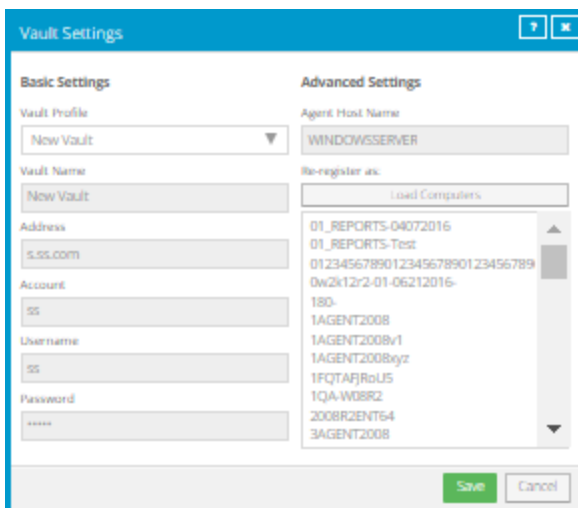 Vault Settings
? ×
Basic Settings
Vault Profile
New Vault
Vault Name
New Vault
Address
s.ss.com
Account
ss
Username
ss
Password
*****
Advanced Settings
Agent Host Name
WINDOWSSERVER
Re-register as:
Load Computers
01_REPORTS-04072016
01_REPORTS-Test
01234567890123456789012345678901
0w2k12r2-01-06212016-
180-
1AGENT2008
1AGENT2008v1
1AGENT2008xyz
1FQTAFJRoU5
1QA-W08R2
2008R2ENT64
3AGENT2008
Save
Cancel